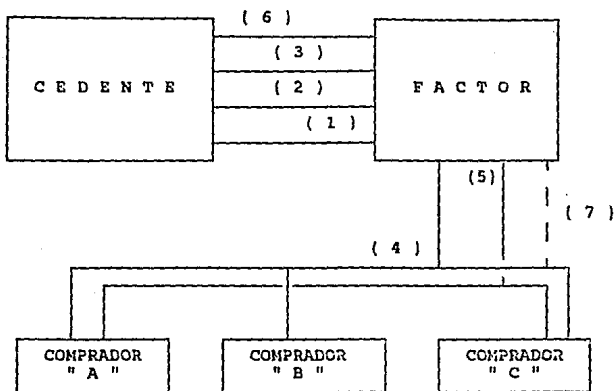 ( 6 )
( 3 )
C E D E N T E
( 2 )
F A C T O R
( 1 )
(5)
( 7 )
( 4 )
COMPRADOR
" A "
COMPRADOR
" B "
COMPRADOR
" C "